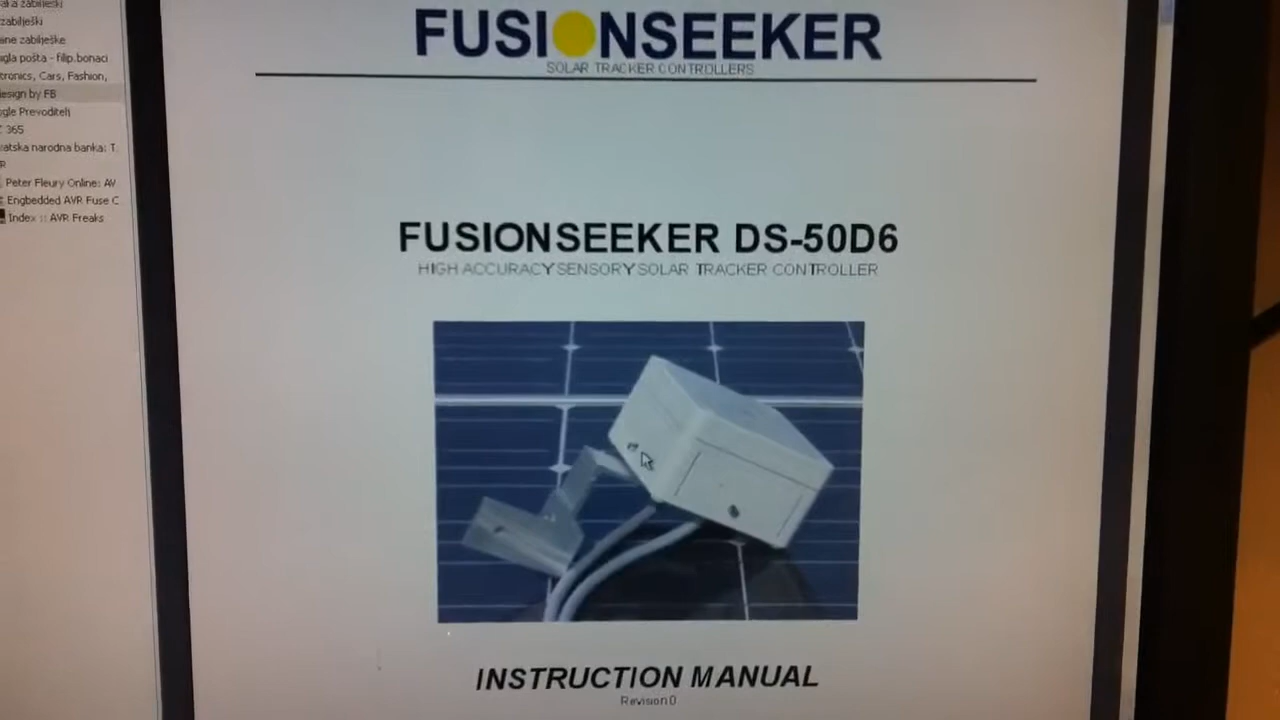 zabilješki
ane zabilješke
gla pošta - filip.bonaci
tronics, Cars, Fashion,
esign by FB
gle Prevoditelj
365
vatska narodna banka: T
R
Peter Fleury Online: AV
Engbedded AVR Fuse C
Index :: AVR Freaks
FUSIONSEEKER
SOLAR TRACKER CONTROLLERS
FUSIONSEEKER DS-50D6
HIGH ACCURACY SENSORY SOLAR TRACKER CONTROLLER
INSTRUCTION MANUAL
Revision 0